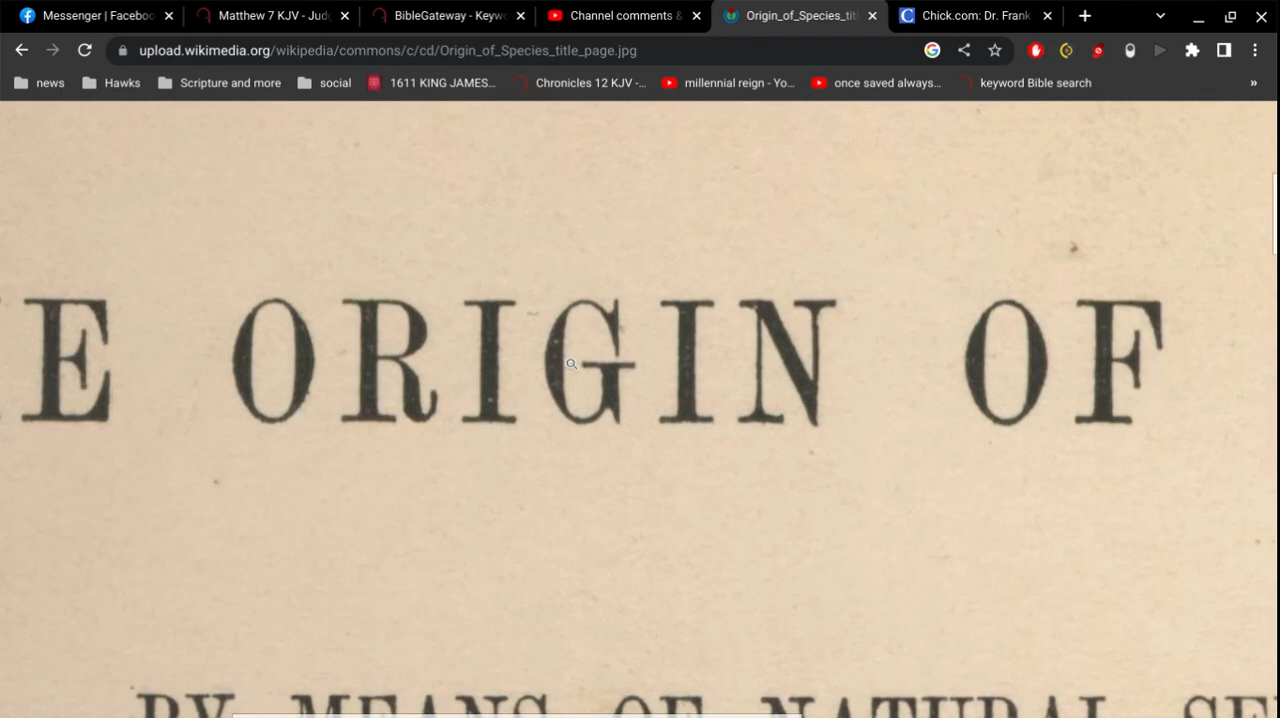 Messenger | Faceboo
Matthew 7 KJV - Jud
BibleGateway - Keyw
Channel comments &
Origin_of_Species_titl
Chick.com: Dr. Frank
upload.wikimedia.org/wikipedia/commons/c/cd/Origin_of_Species_title_page.jpg
news Hawks Scripture and more social 1611 KING JAMES... Chronicles 12 KJV -... millennial reign - Yo... once saved always... keyword Bible search »
E ORIGIN OF
BY MEANS OF NATURAL SE